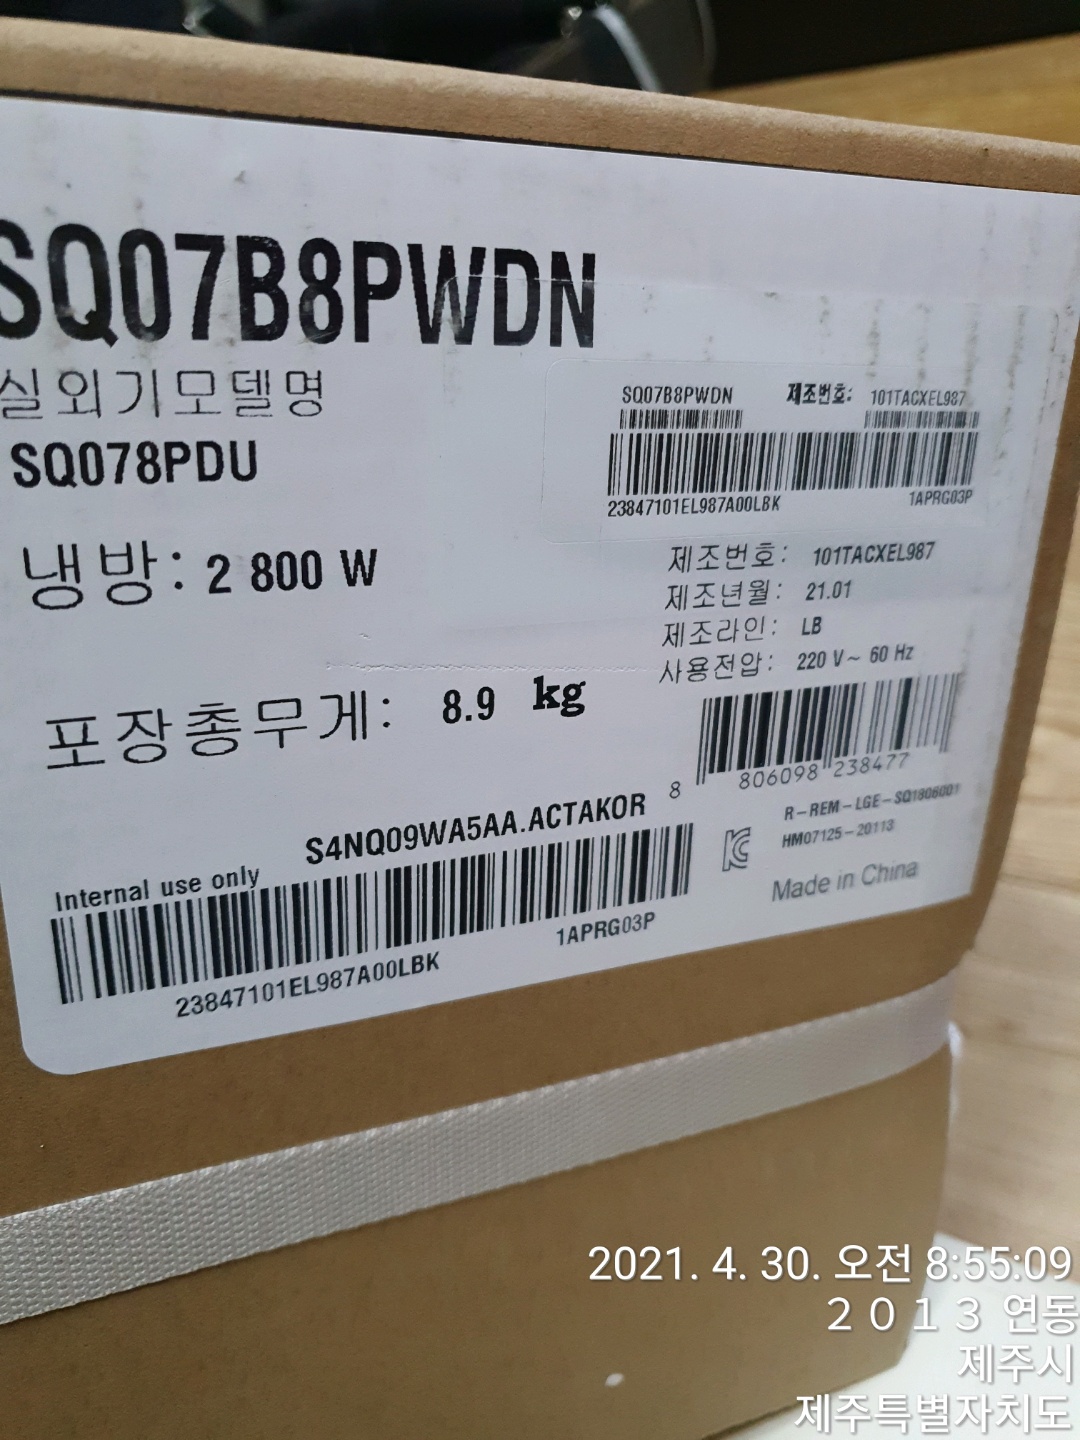 SQ07B8PWDN
실외기모델명
SQ078PDU
냉방: 2 800 W
포장총무게: 8.9 kg
SQ07B8PWDN 제조번호: 101TACXEL987
23847101EL987A00LBK 1APRG03P
제조번호: 101TACXEL987
제조년월: 21.01
제조라인: LB
사용전압: 220 V~ 60 Hz
8 806098 238477
R-REM-LGE-SQ1806001
HM07125-20113
Made in China
S4NQ09WA5AA.ACTAKOR
Internal use only
23847101EL987A00LBK 1APRG03P
2021. 4. 30. 오전 8:55:09
2013 연동
제주시
제주특별자치도